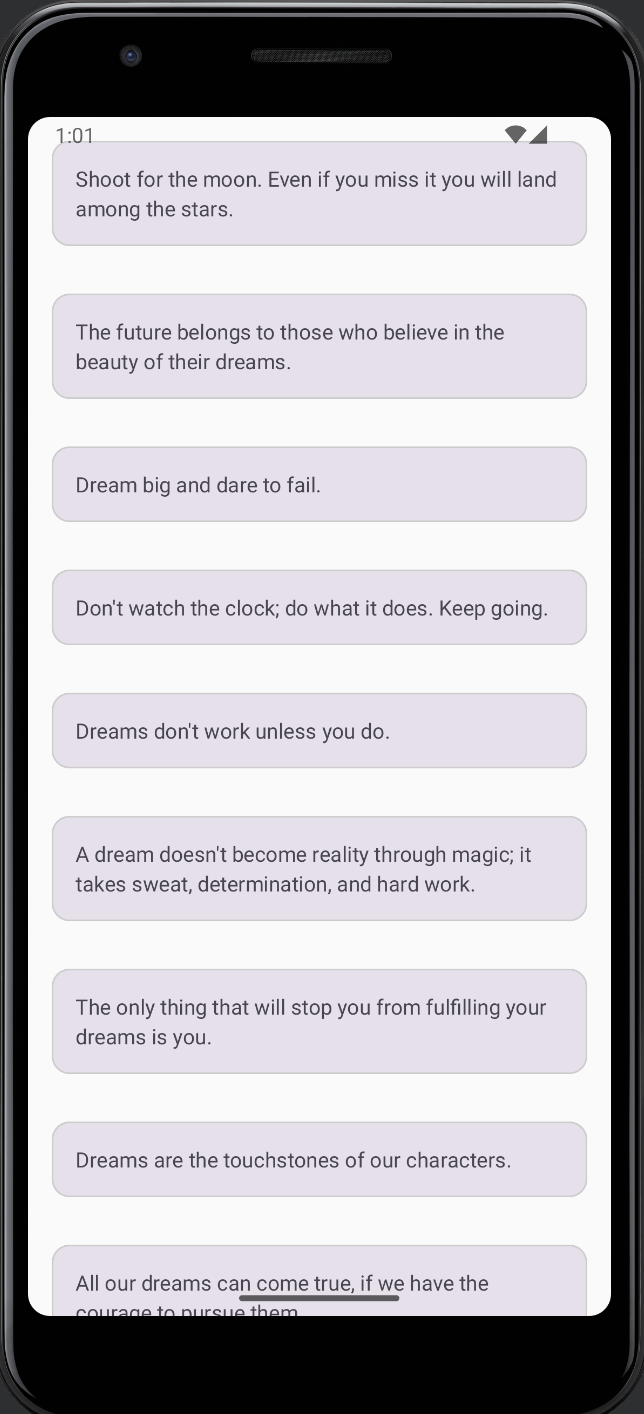 1:01
Shoot for the moon. Even if you miss it you will land
among the stars.
The future belongs to those who believe in the
beauty of their dreams.
Dream big and dare to fail.
Don't watch the clock; do what it does. Keep going.
Dreams don't work unless you do.
A dream doesn't become reality through magic; it
takes sweat, determination, and hard work.
The only thing that will stop you from fulfilling your
dreams is you.
Dreams are the touchstones of our characters.
All our dreams can come true, if we have the
courage to pursue them